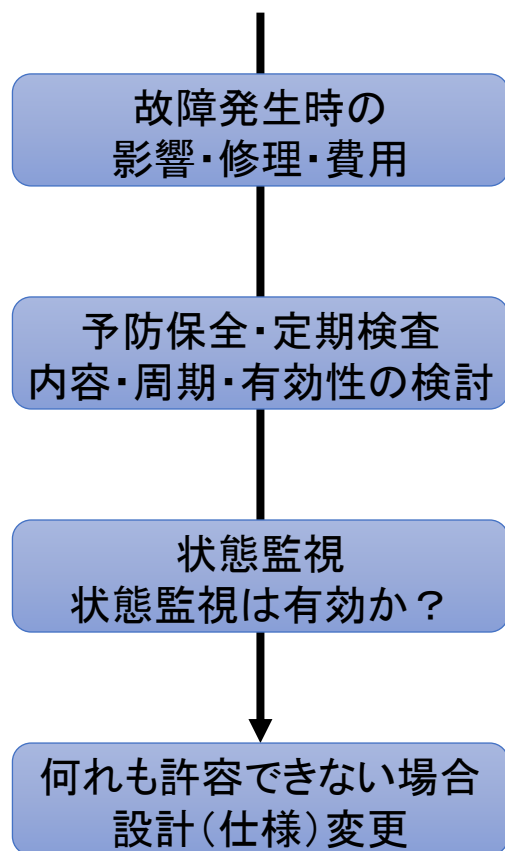 故障発生時の
影響・修理・費用
予防保全・定期検査
内容・周期・有効性の検討
状態監視
状態監視は有効か？
何れも許容できない場合
設計（仕様）変更